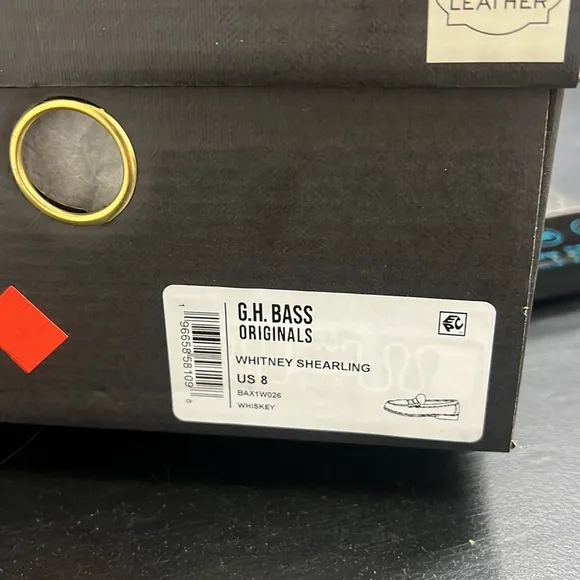 LEATHER
G.H. BASS
ORIGINALS
WHITNEY SHEARLING
US 8
BAX1W026
WHISKEY